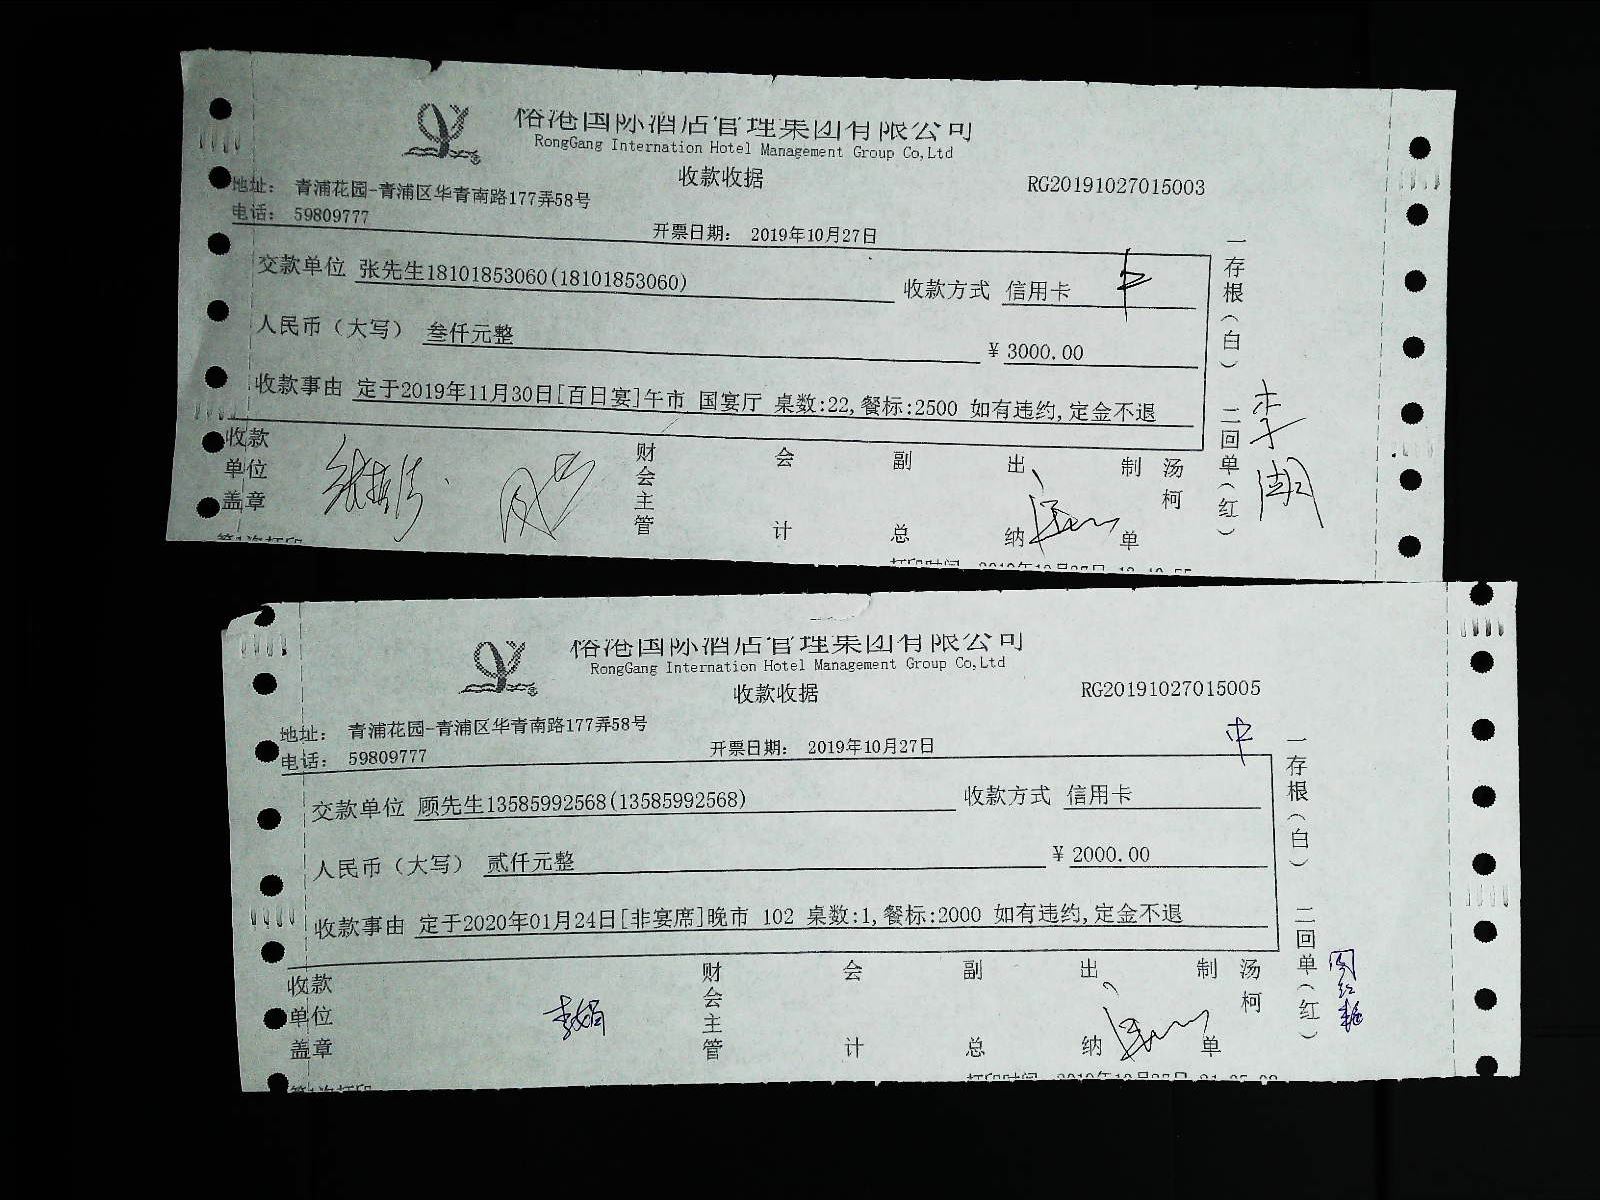 榕港国际酒店管理集团有限公司
RongGang Internation Hotel Management Group Co,Ltd
收款收据
RG20191027015003
地址: 青浦花园-青浦区华青南路177弄58号
电话: 59809777
开票日期: 2019年10月27日
交款单位 张先生18101853060(18101853060) 收款方式 信用卡 中
人民币（大写） 叁仟元整 ¥ 3000.00
收款事由 定于2019年11月30日[百日宴]午市 国宴厅 桌数:22,餐标:2500 如有违约,定金不退
一存根（白） 二回单（红）
收款单位盖章
财会主管
会计
副总
出纳
制单
汤柯
榕港国际酒店管理集团有限公司
RongGang Internation Hotel Management Group Co,Ltd
收款收据
RG20191027015005
地址: 青浦花园-青浦区华青南路177弄58号
电话: 59809777
开票日期: 2019年10月27日
中
交款单位 顾先生13585992568(13585992568) 收款方式 信用卡
人民币（大写） 贰仟元整 ¥ 2000.00
收款事由 定于2020年01月24日[非宴席]晚市 102 桌数:1,餐标:2000 如有违约,定金不退
一存根（白） 二回单（红）
收款单位盖章
李娟
财会主管
会计
副总
出纳
制单
汤柯